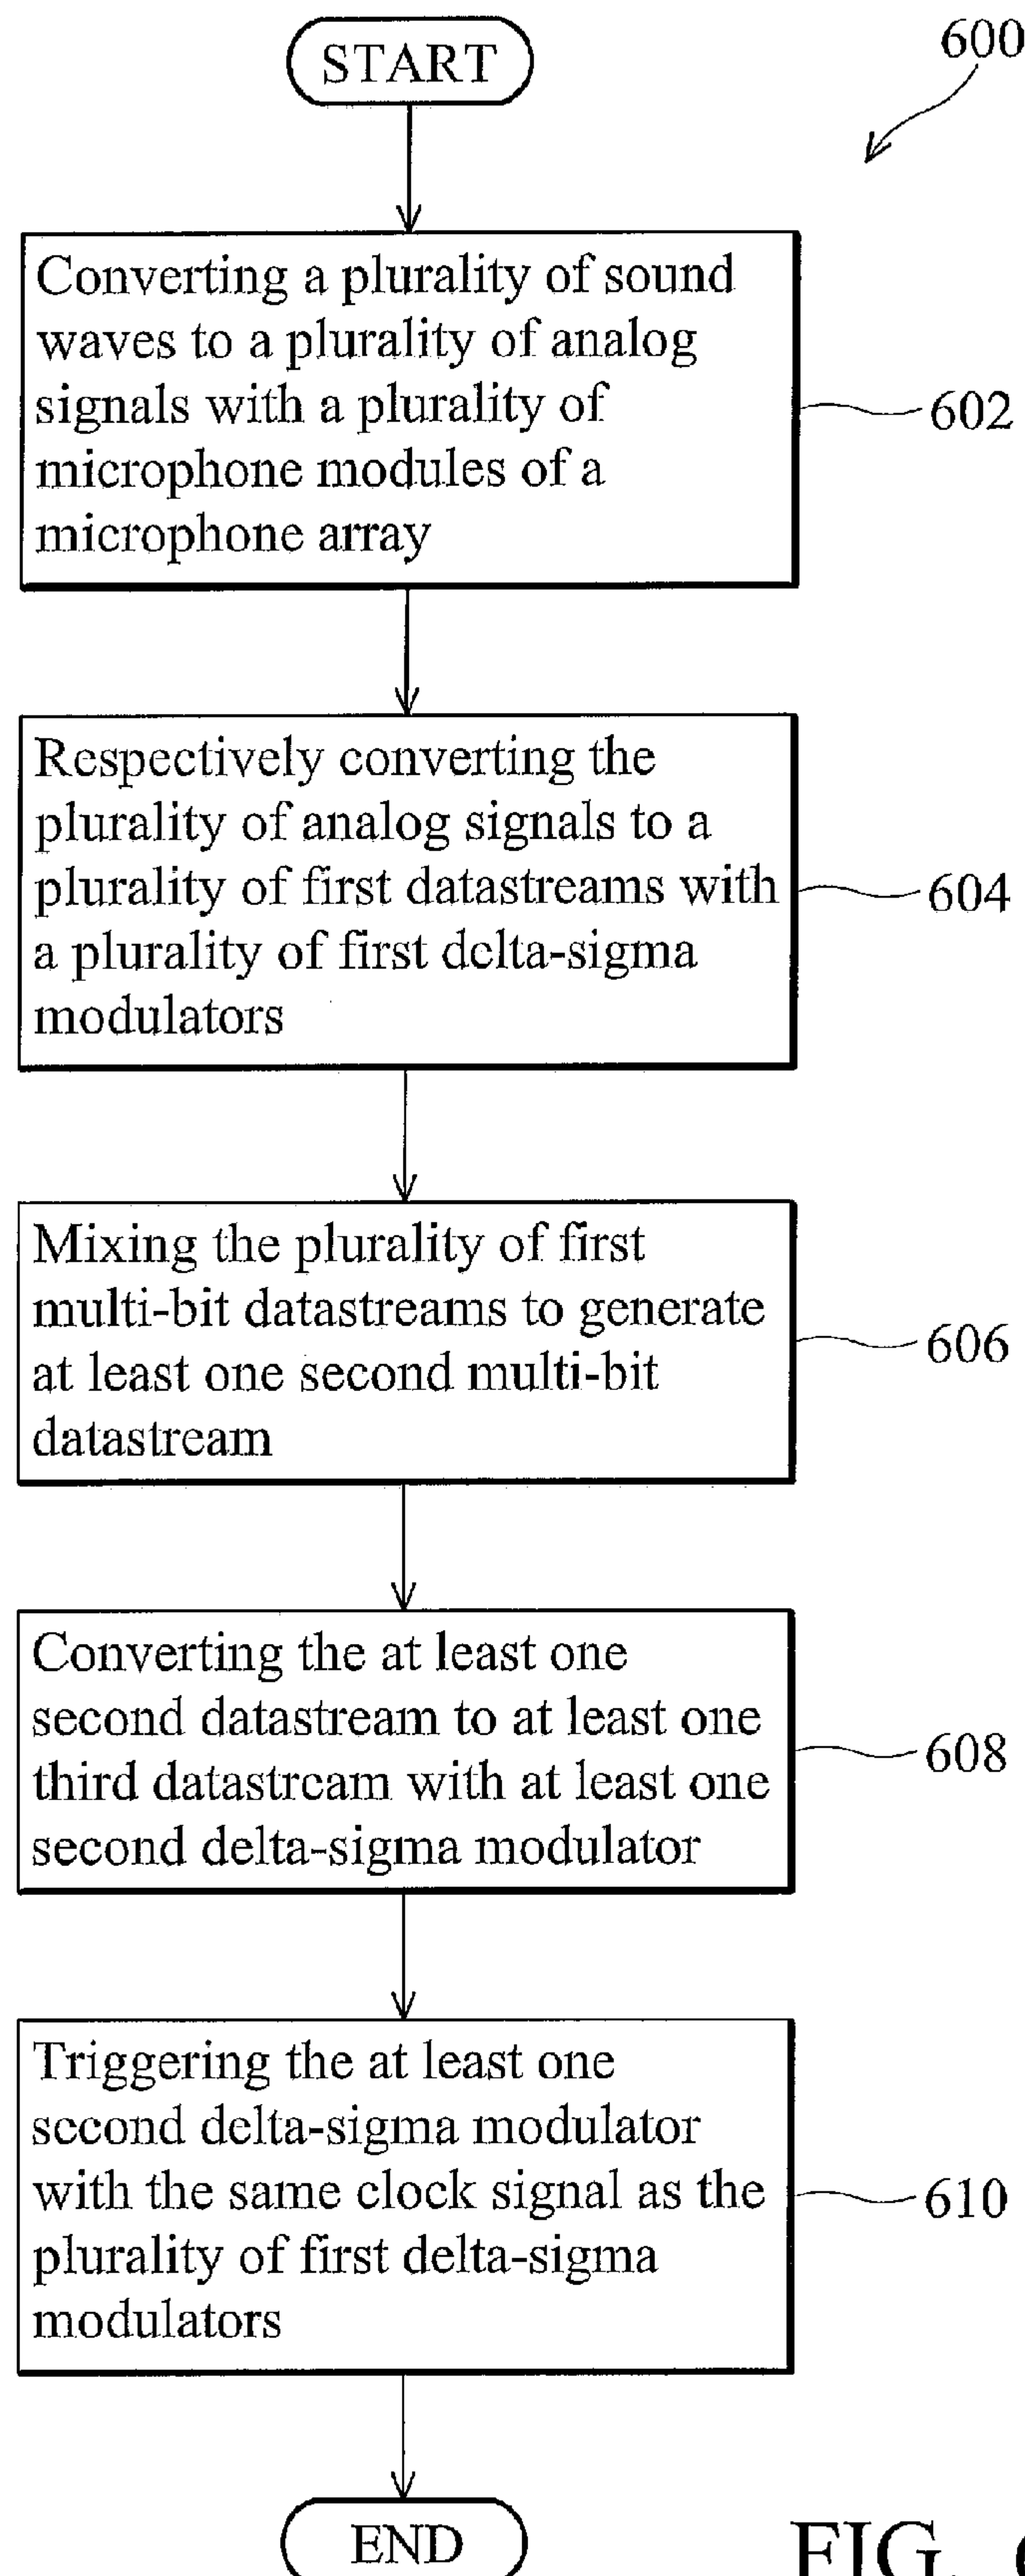 START
600
Converting a plurality of sound
waves to a plurality of analog
signals with a plurality of
microphone modules of a
microphone array
602
Respectively converting the
plurality of analog signals to a
plurality of first datastreams with
a plurality of first delta-sigma
modulators
604
Mixing the plurality of first
multi-bit datastreams to generate
at least one second multi-bit
datastream
606
Converting the at least one
second datastream to at least one
third datastream with at least one
second delta-sigma modulator
608
Triggering the at least one
second delta-sigma modulator
with the same clock signal as the
plurality of first delta-sigma
modulators
610
END
FIG.